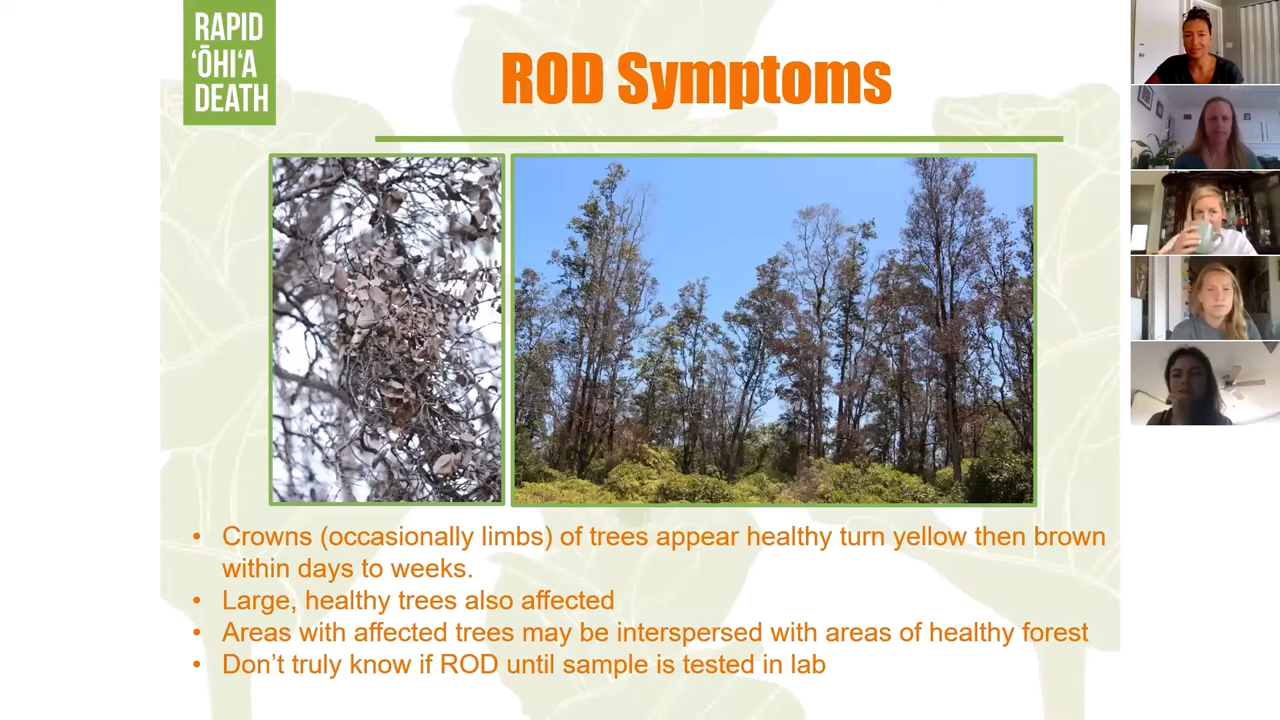 RAPID
ʻŌHIʻA
DEATH
ROD Symptoms
• Crowns (occasionally limbs) of trees appear healthy turn yellow then brown
within days to weeks.
• Large, healthy trees also affected
• Areas with affected trees may be interspersed with areas of healthy forest
• Don’t truly know if ROD until sample is tested in lab